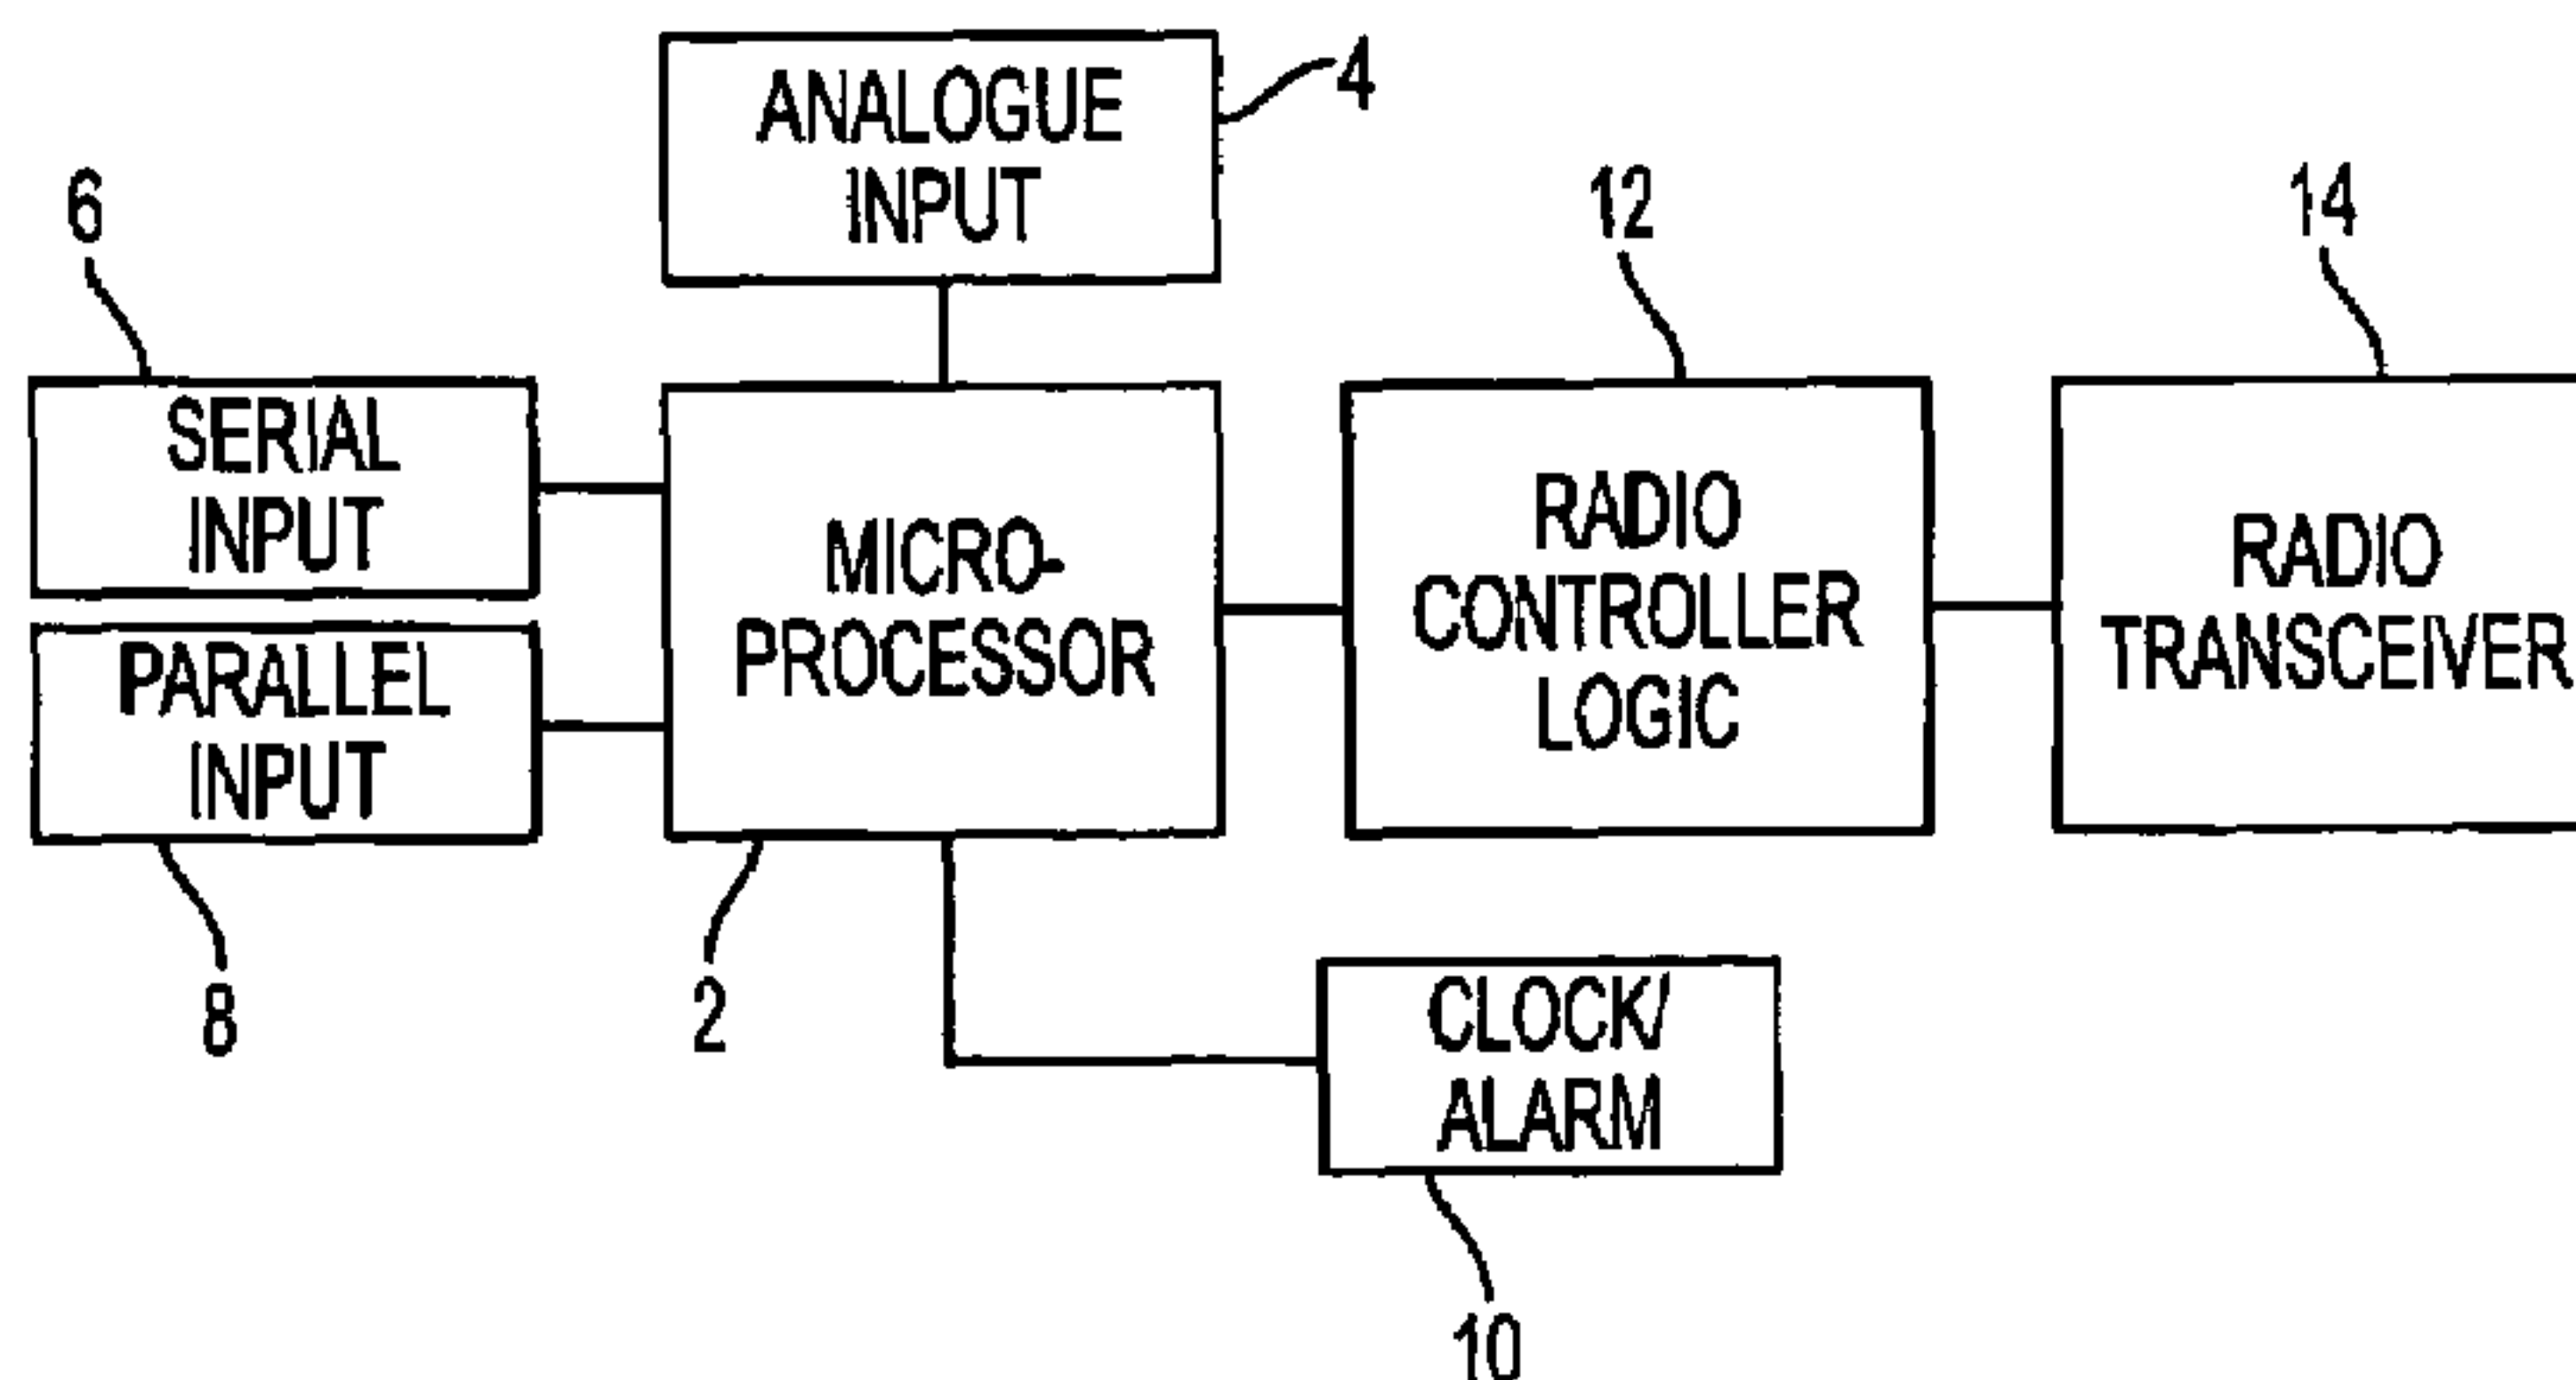 ANALOGUE
INPUT
4
6
12
14
SERIAL
INPUT
MICRO-
PROCESSOR
RADIO
CONTROLLER
LOGIC
RADIO
TRANSCEIVER
PARALLEL
INPUT
8
2
CLOCK/
ALARM
10